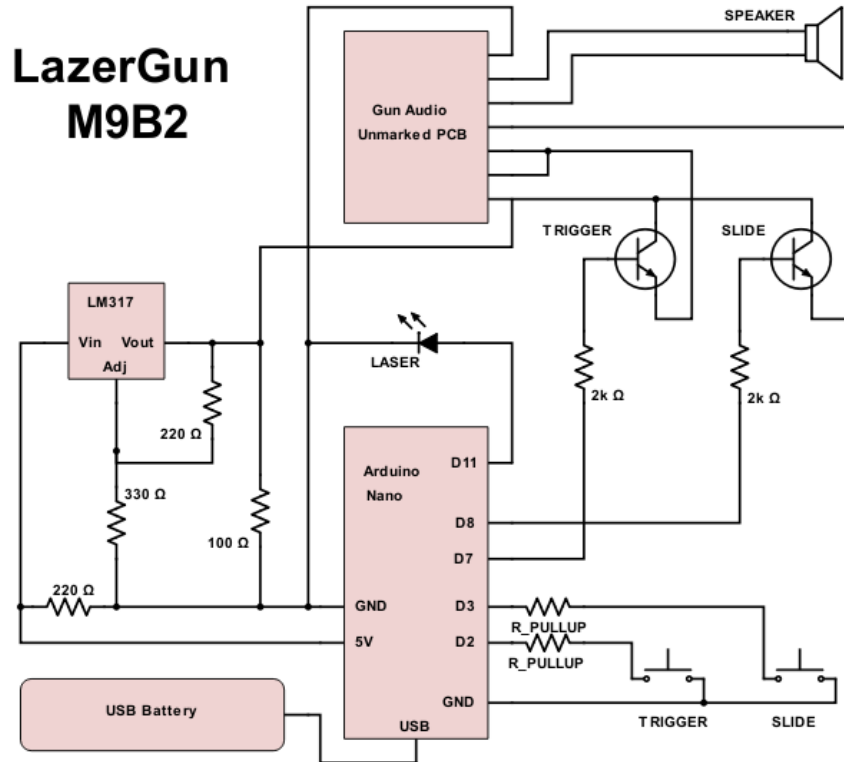 LazerGun
M9B2
SPEAKER
Gun Audio
Unmarked PCB
TRIGGER
SLIDE
LM317
Vin
Vout
Adj
LASER
2k Ω
2k Ω
220 Ω
330 Ω
100 Ω
220 Ω
Arduino
Nano
D11
D8
D7
GND
D3
R_PULLUP
5V
D2
R_PULLUP
GND
USB
USB Battery
TRIGGER
SLIDE